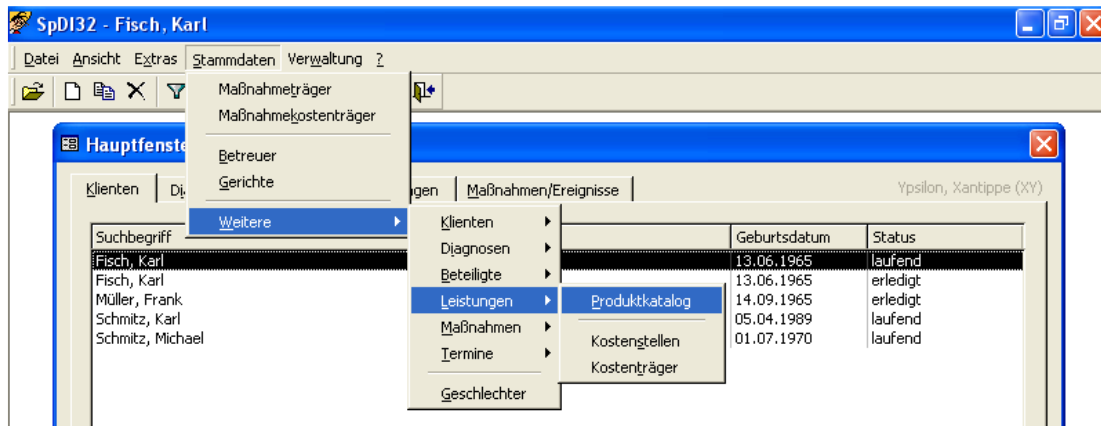 SpDI32 - Fisch, Karl
Datei Ansicht Extras Stammdaten Verwaltung ?
Maßnahmeträger
Maßnahmekostenträger
Betreuer
Gerichte
Weitere
Hauptfenste
Klienten Di. gen Maßnahmen/Ereignisse Ypsilon, Xantippe (XY)
Klienten
Diagnosen
Beteiligte
Leistungen
Maßnahmen
Termine
Geschlechter
Produktkatalog
Kostenstellen
Kostenträger
Suchbegriff Geburtsdatum Status
Fisch, Karl 13.06.1965 laufend
Fisch, Karl 13.06.1965 erledigt
Müller, Frank 14.09.1965 erledigt
Schmitz, Karl 05.04.1989 laufend
Schmitz, Michael 01.07.1970 laufend